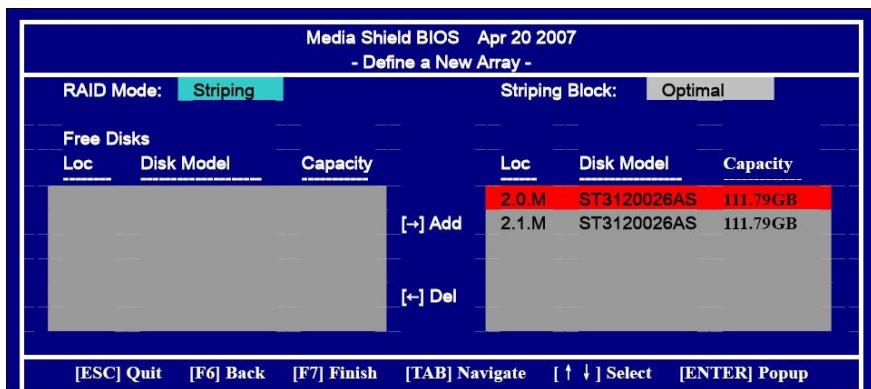 Media Shield BIOS Apr 20 2007
- Define a New Array -
RAID Mode: Striping Striping Block: Optimal
Free Disks
Loc Disk Model Capacity Loc Disk Model Capacity
2.0.M ST3120026AS 111.79GB
[→] Add 2.1.M ST3120026AS 111.79GB
[←] Del
[ESC] Quit [F6] Back [F7] Finish [TAB] Navigate [↑↓] Select [ENTER] Popup